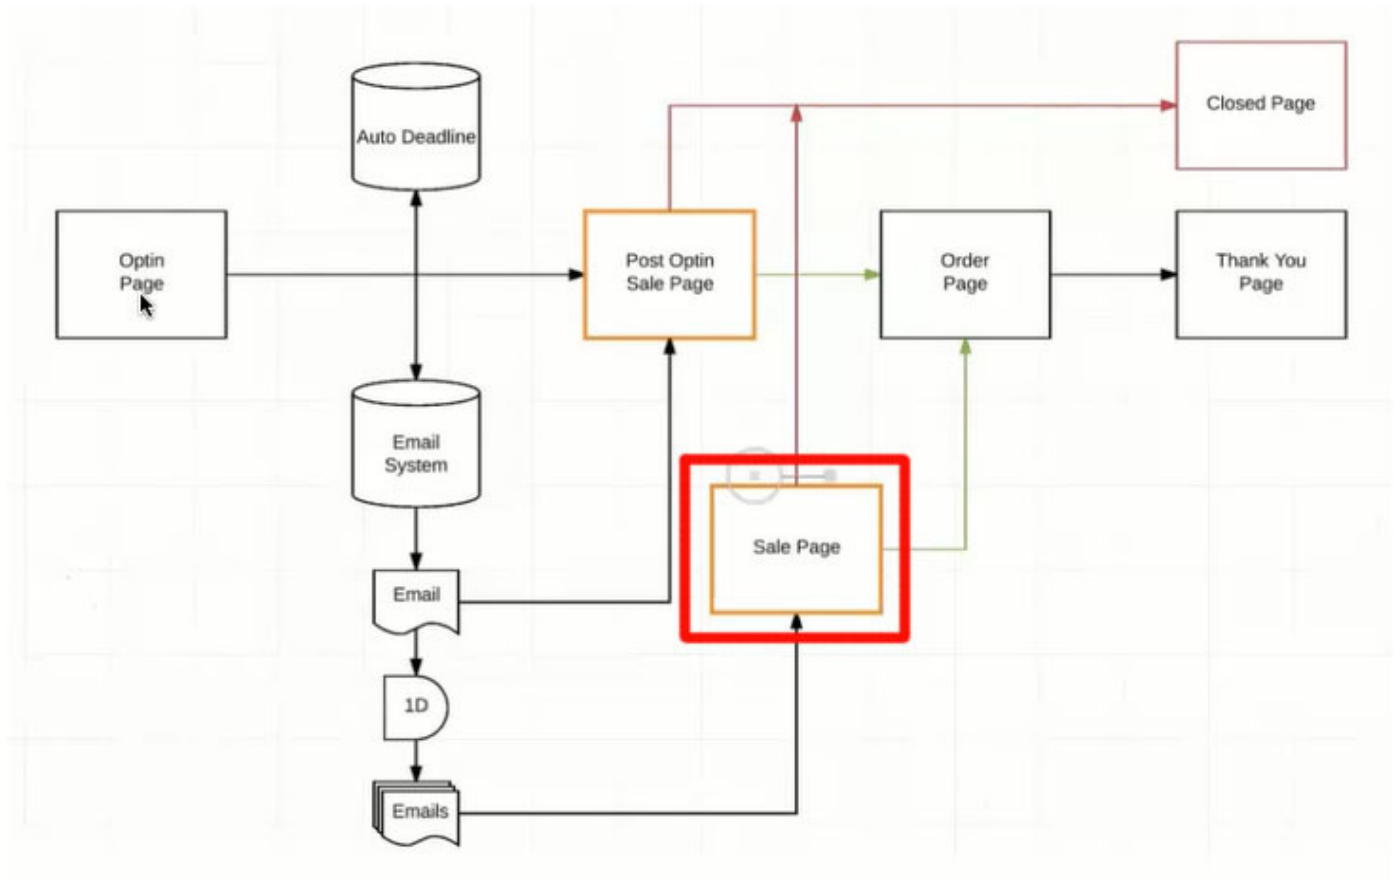 Closed Page
Auto Deadline
Optin
Page
Post Optin
Sale Page
Order
Page
Thank You
Page
Email
System
Sale Page
Email
1D
Emails